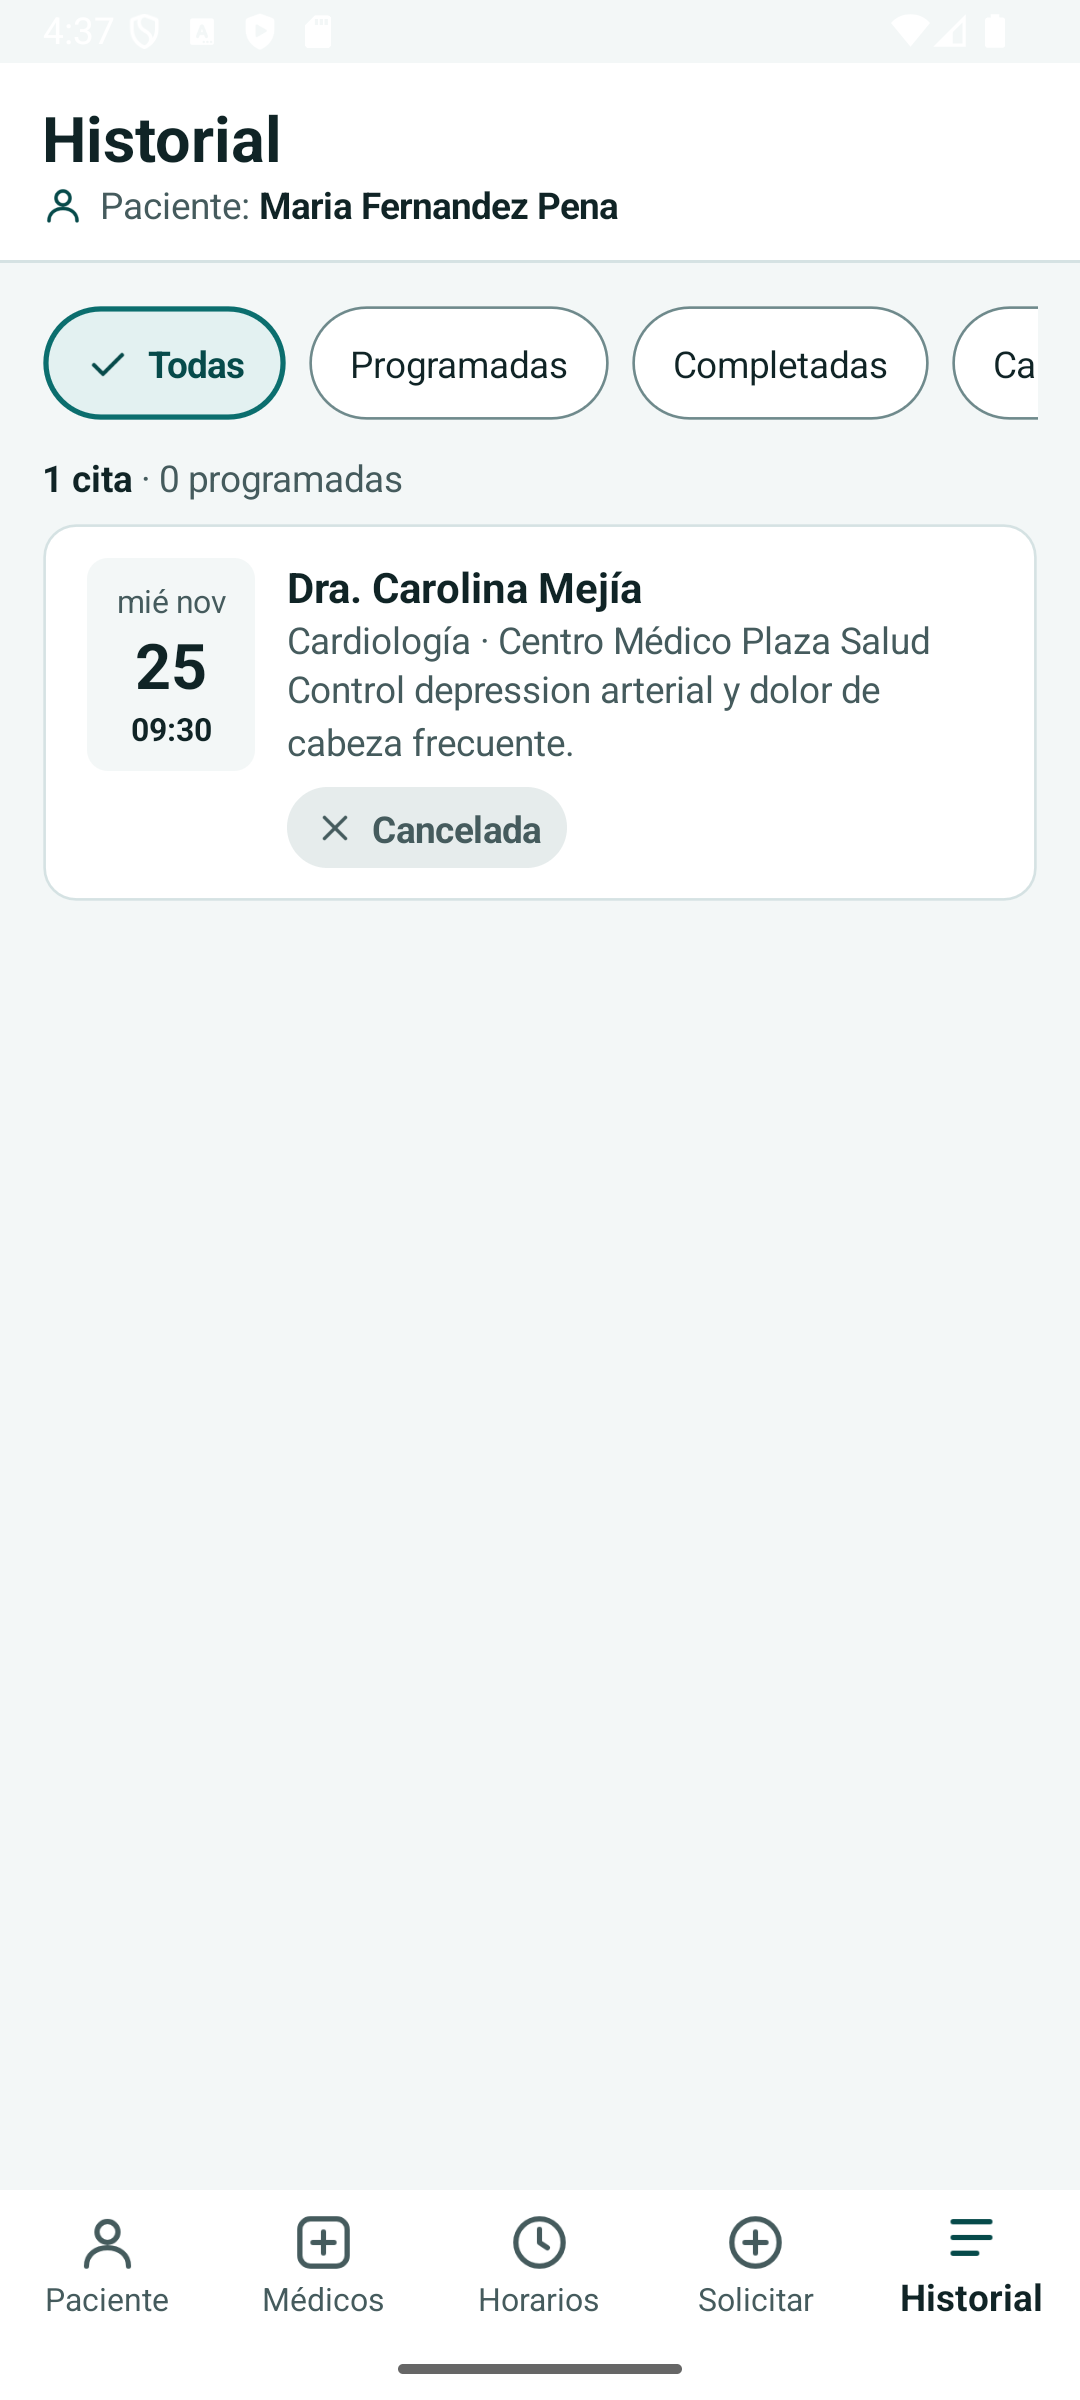 4:37
Historial
Paciente: Maria Fernandez Pena
Todas
Programadas
Completadas
Ca
1 cita · 0 programadas
mié nov
25
09:30
Dra. Carolina Mejía
Cardiología · Centro Médico Plaza Salud
Control depression arterial y dolor de
cabeza frecuente.
Cancelada
Paciente
Médicos
Horarios
Solicitar
Historial